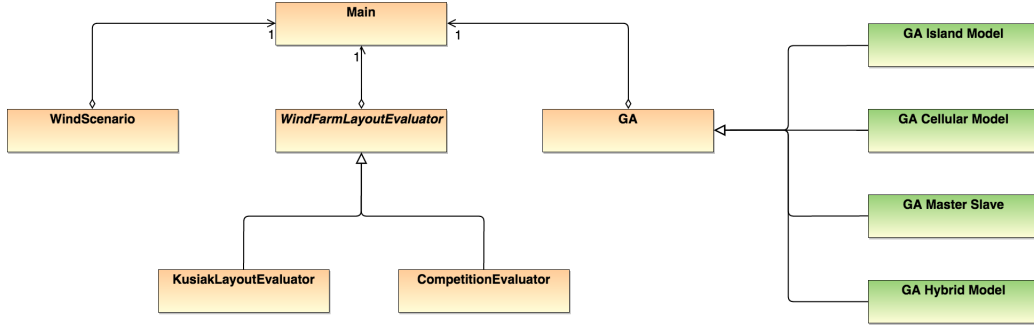 Main
1
1
1
GA Island Model
WindScenario
WindFarmLayoutEvaluator
GA
GA Cellular Model
GA Master Slave
KusiakLayoutEvaluator
CompetitionEvaluator
GA Hybrid Model